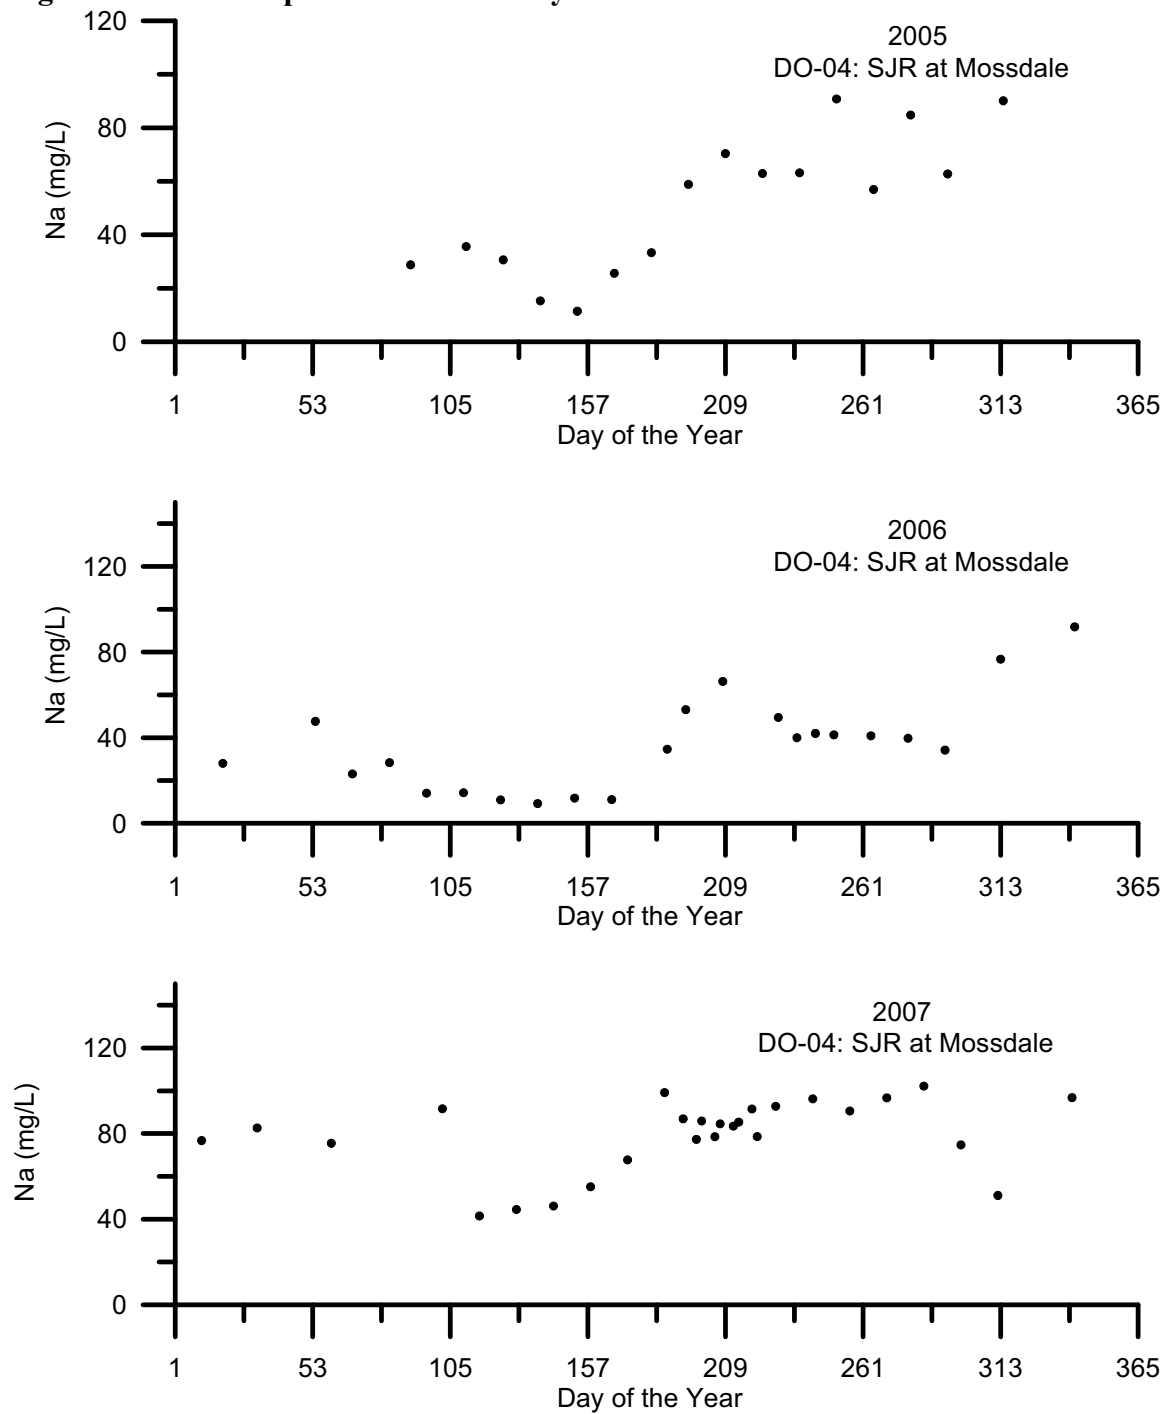 120
2005
DO-04: SJR at Mossdale
80
Na (mg/L)
40
0
1 53 105 157 209 261 313 365
Day of the Year
2006
DO-04: SJR at Mossdale
120
80
Na (mg/L)
40
0
1 53 105 157 209 261 313 365
Day of the Year
2007
DO-04: SJR at Mossdale
120
80
Na (mg/L)
40
0
1 53 105 157 209 261 313 365
Day of the Year